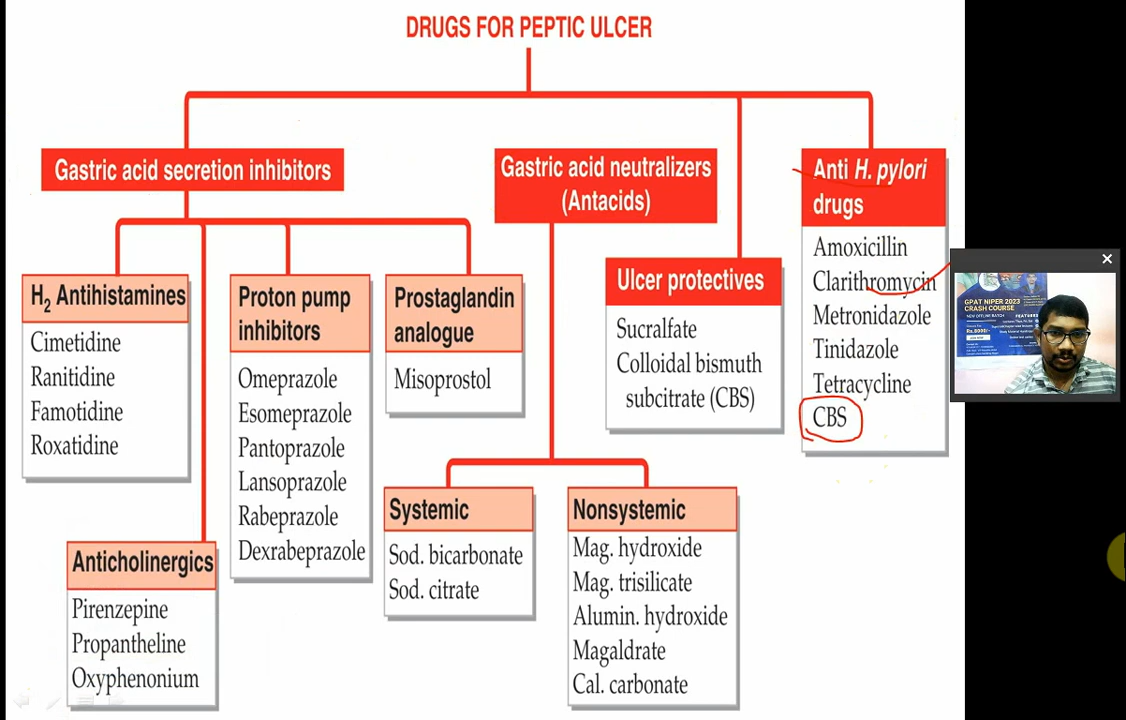 DRUGS FOR PEPTIC ULCER
Gastric acid secretion inhibitors
H2 Antihistamines
Cimetidine
Ranitidine
Famotidine
Roxatidine
Anticholinergics
Pirenzepine
Propantheline
Oxyphenonium
Proton pump
inhibitors
Omeprazole
Esomeprazole
Pantoprazole
Lansoprazole
Rabeprazole
Dexrabeprazole
Prostaglandin
analogue
Misoprostol
Gastric acid neutralizers
(Antacids)
Systemic
Sod. bicarbonate
Sod. citrate
Nonsystemic
Mag. hydroxide
Mag. trisilicate
Alumin. hydroxide
Magaldrate
Cal. carbonate
Ulcer protectives
Sucralfate
Colloidal bismuth
subcitrate (CBS)
Anti H. pylori
drugs
Amoxicillin
Clarithromycin
Metronidazole
Tinidazole
Tetracycline
CBS
GPAT NIPER 2023
CRASH COURSE